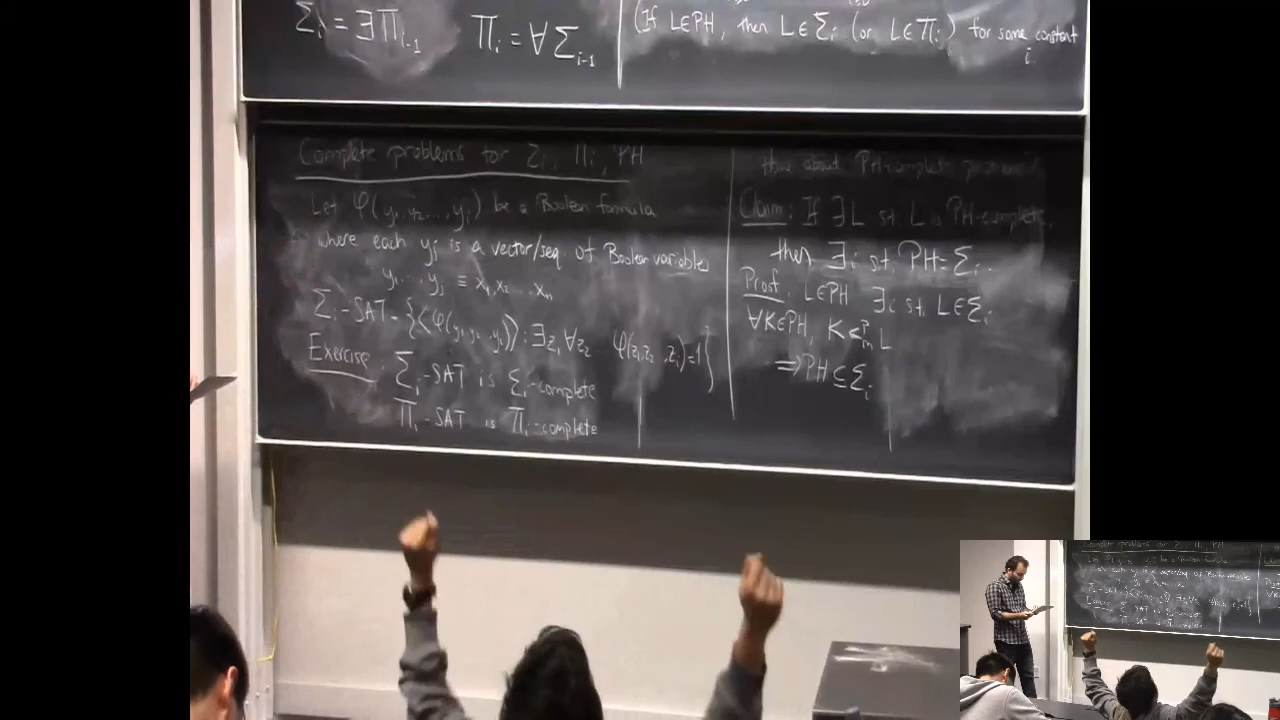 Σi = ∃Πi-1 Πi = ∀Σi-1
(If L∈PH, then L∈Σi (or L∈Πi) for some constant i
Complete problems for Σi, Πi, PH
Let φ(y1, y2, ..., yi) be a Boolean formula
where each yj is a vector/seq. of Boolean variables
y1, ..., yj ≡ x1, x2 ... xn
Σi-SAT = {<φ(y1, y2, .., yi)> : ∃z1 ∀z2 φ(z1, z2 .. zi)=1}
Exercise: Σi-SAT is Σi-complete
Πi-SAT is Πi-complete
How about PH-complete problems?
Claim: If ∃L st. L is PH-complete,
then ∃i st. PH=Σi.
Proof. L∈PH ∃i st. L∈Σi
∀K∈PH, K ≤ᵖₘ L
⟹PH⊆Σi